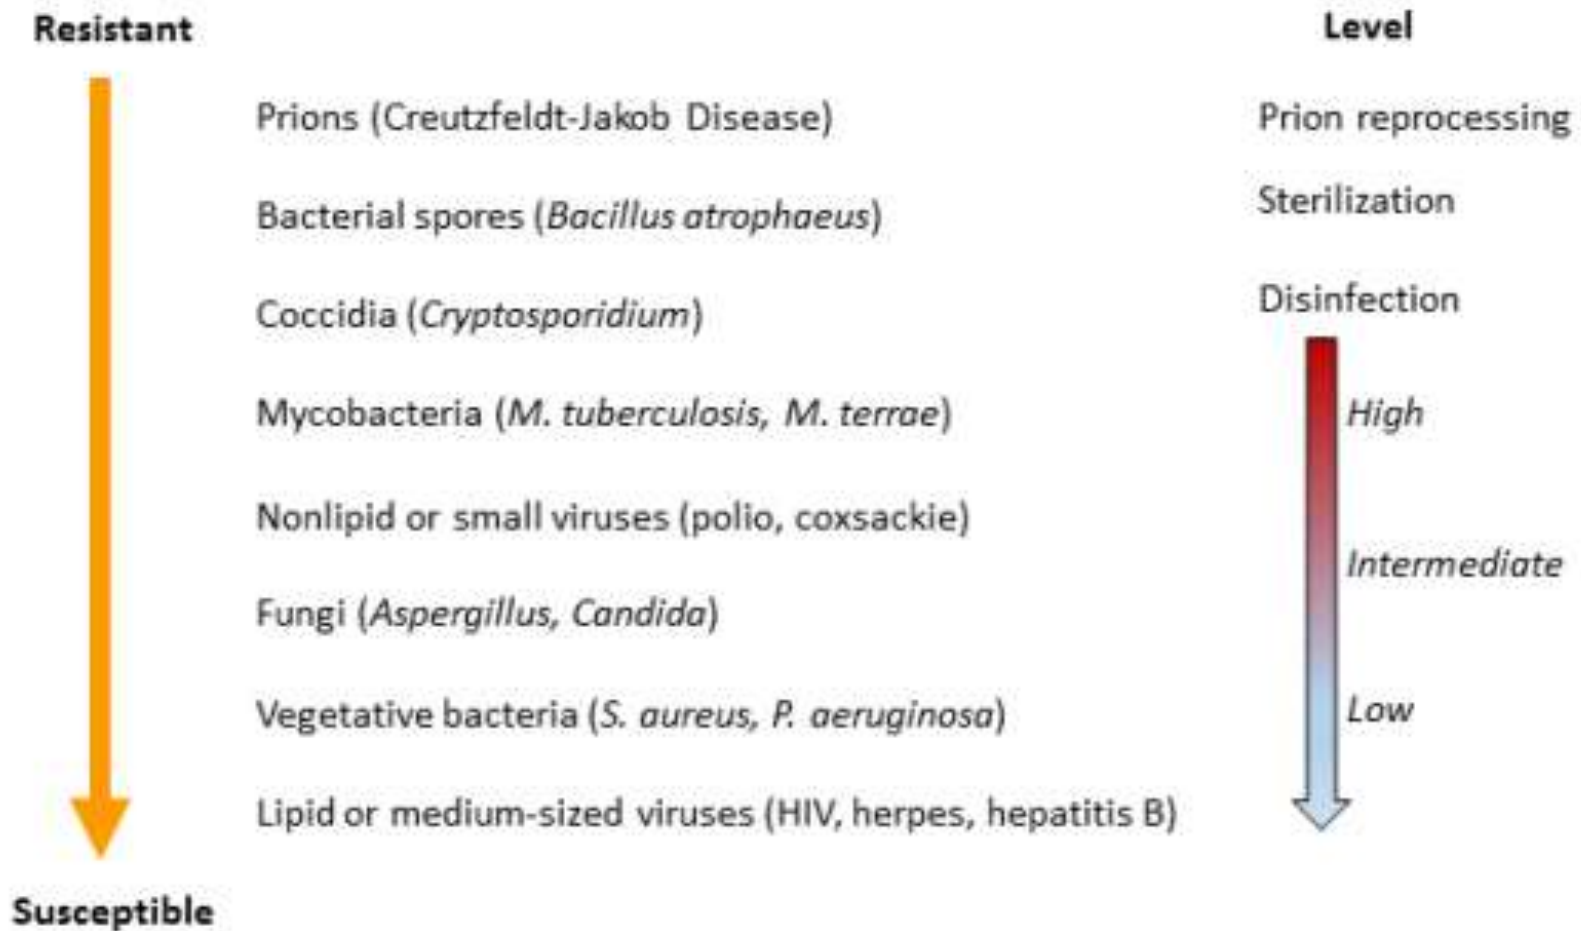 Resistant
Level
Prions (Creutzfeldt-Jakob Disease)
Prion reprocessing
Bacterial spores (Bacillus atrophaeus)
Sterilization
Coccidia (Cryptosporidium)
Disinfection
Mycobacteria (M. tuberculosis, M. terrae)
High
Nonlipid or small viruses (polio, coxsackie)
Intermediate
Fungi (Aspergillus, Candida)
Vegetative bacteria (S. aureus, P. aeruginosa)
Low
Lipid or medium-sized viruses (HIV, herpes, hepatitis B)
Susceptible